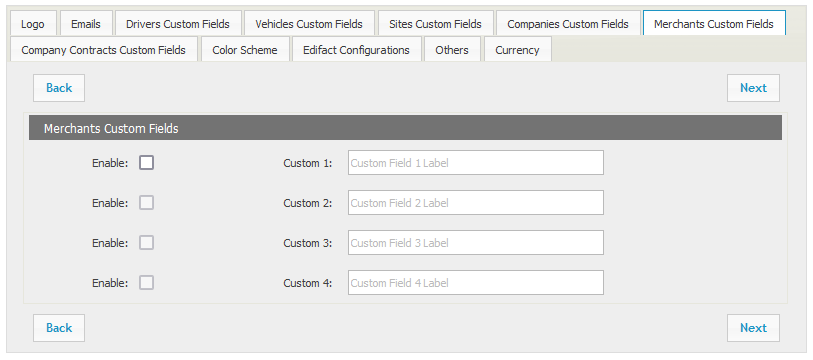 Logo Emails Drivers Custom Fields Vehicles Custom Fields Sites Custom Fields Companies Custom Fields Merchants Custom Fields
Company Contracts Custom Fields Color Scheme Edifact Configurations Others Currency
Back Next
Merchants Custom Fields
Enable: Custom 1: Custom Field 1 Label
Enable: Custom 2: Custom Field 2 Label
Enable: Custom 3: Custom Field 3 Label
Enable: Custom 4: Custom Field 4 Label
Back Next